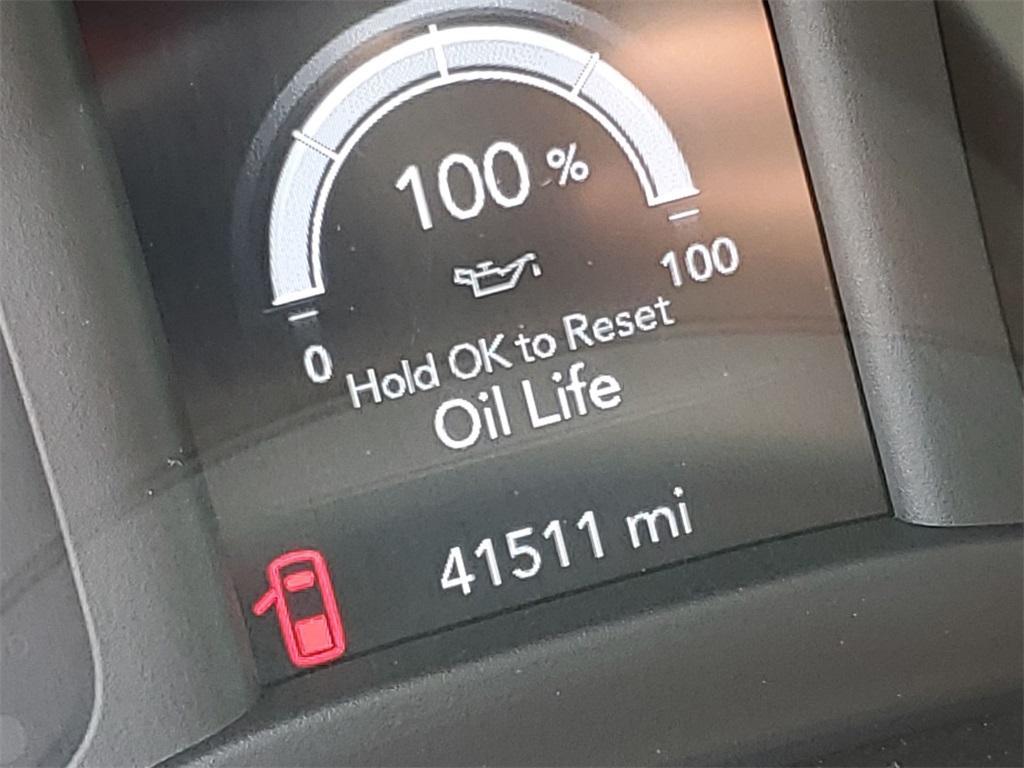 100 %
0
100
Hold OK to Reset
Oil Life
41511 mi